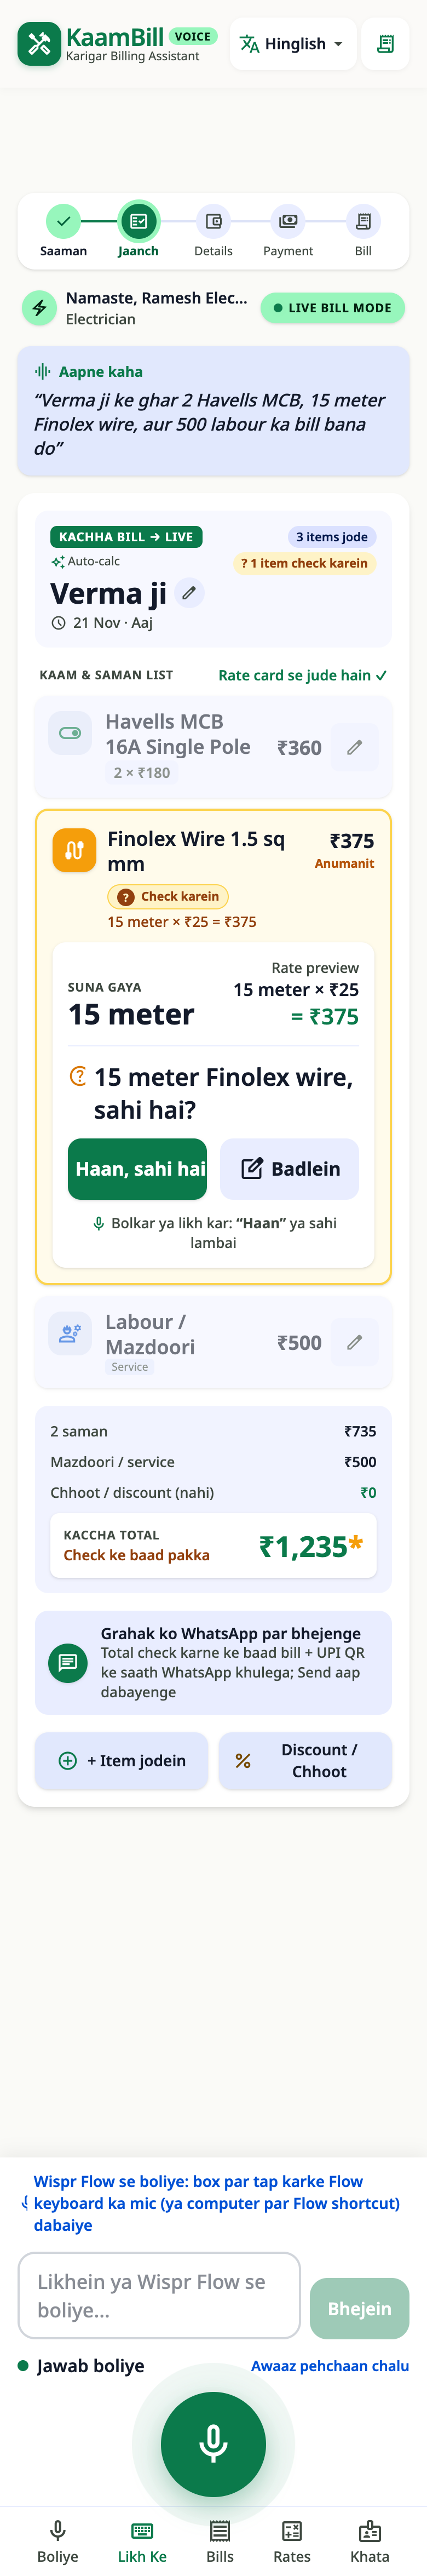 KaamBill VOICE
Karigar Billing Assistant
Hinglish
Saaman
Jaanch
Details
Payment
Bill
Namaste, Ramesh Elec...
Electrician
LIVE BILL MODE
Aapne kaha
“Verma ji ke ghar 2 Havells MCB, 15 meter
Finolex wire, aur 500 labour ka bill bana
do”
KACHHA BILL → LIVE
3 items jode
Auto-calc
? 1 item check karein
Verma ji
21 Nov · Aaj
KAAM & SAMAN LIST
Rate card se jude hain ✓
Havells MCB
16A Single Pole
₹360
2 × ₹180
Finolex Wire 1.5 sq
mm
₹375
Anumanit
? Check karein
15 meter × ₹25 = ₹375
Rate preview
SUNA GAYA
15 meter × ₹25
15 meter
= ₹375
15 meter Finolex wire,
sahi hai?
Haan, sahi hai
Badlein
Bolkar ya likh kar: “Haan” ya sahi
lambai
Labour /
Mazdoori
₹500
Service
2 saman
₹735
Mazdoori / service
₹500
Chhoot / discount (nahi)
₹0
KACCHA TOTAL
Check ke baad pakka
₹1,235*
Grahak ko WhatsApp par bhejenge
Total check karne ke baad bill + UPI QR
ke saath WhatsApp khulega; Send aap
dabayenge
+ Item jodein
Discount /
Chhoot
Wispr Flow se boliye: box par tap karke Flow
keyboard ka mic (ya computer par Flow shortcut)
dabaiye
Likhein ya Wispr Flow se
boliye...
Bhejein
Jawab boliye
Awaaz pehchaan chalu
Boliye
Likh Ke
Bills
Rates
Khata